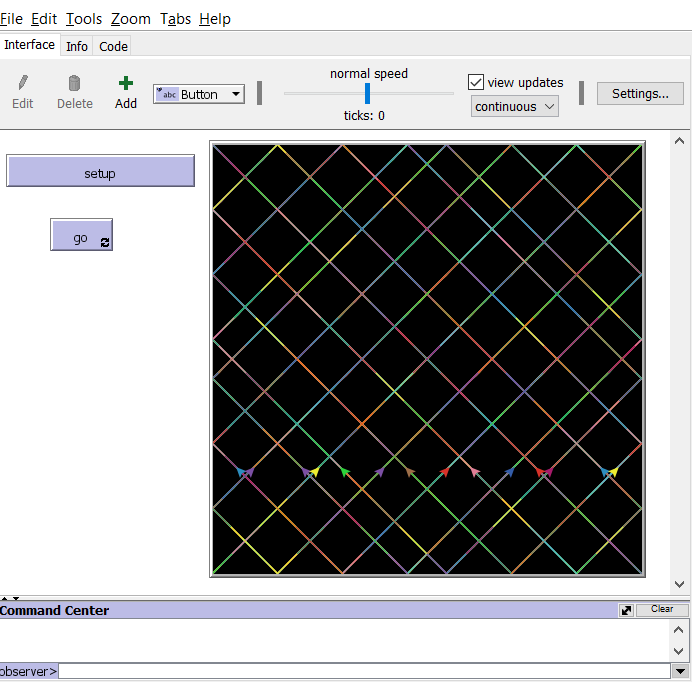 File Edit Tools Zoom Tabs Help
Interface Info Code
normal speed
view updates
Edit Delete Add abc Button continuous Settings...
ticks: 0
setup
go
Command Center Clear
observer>